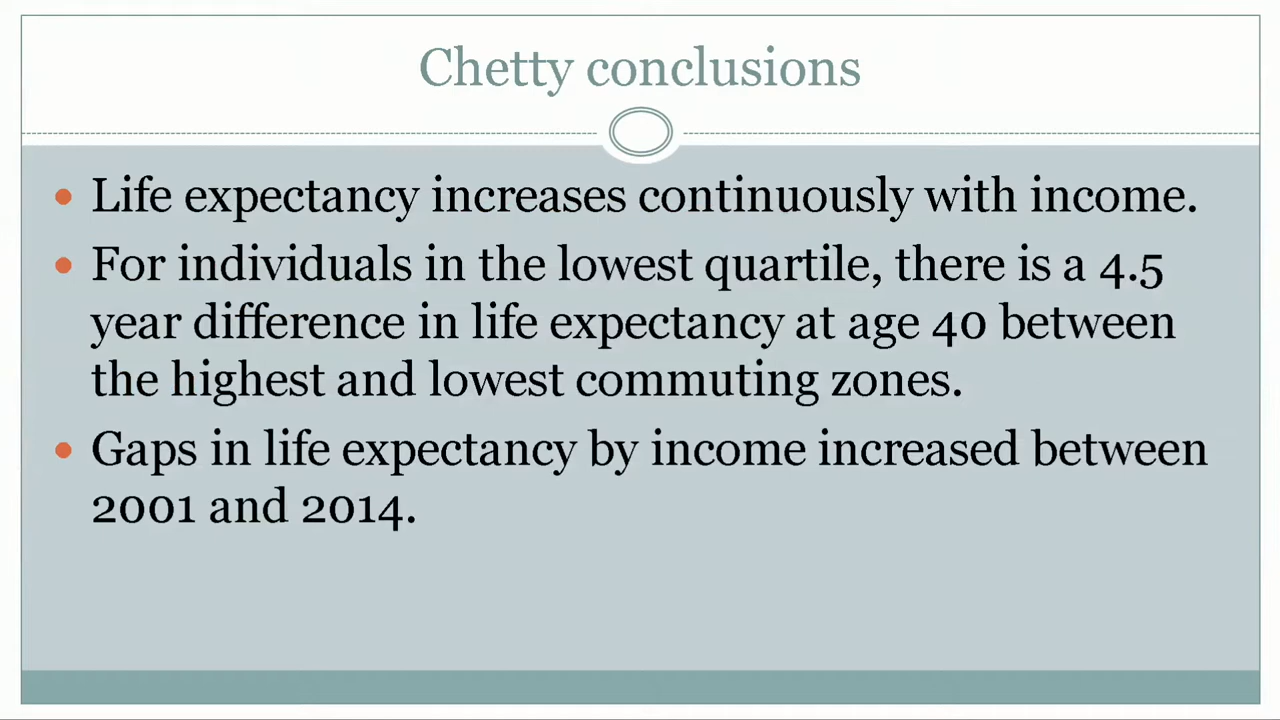 Chetty conclusions
Life expectancy increases continuously with income.
For individuals in the lowest quartile, there is a 4.5
year difference in life expectancy at age 40 between
the highest and lowest commuting zones.
Gaps in life expectancy by income increased between
2001 and 2014.